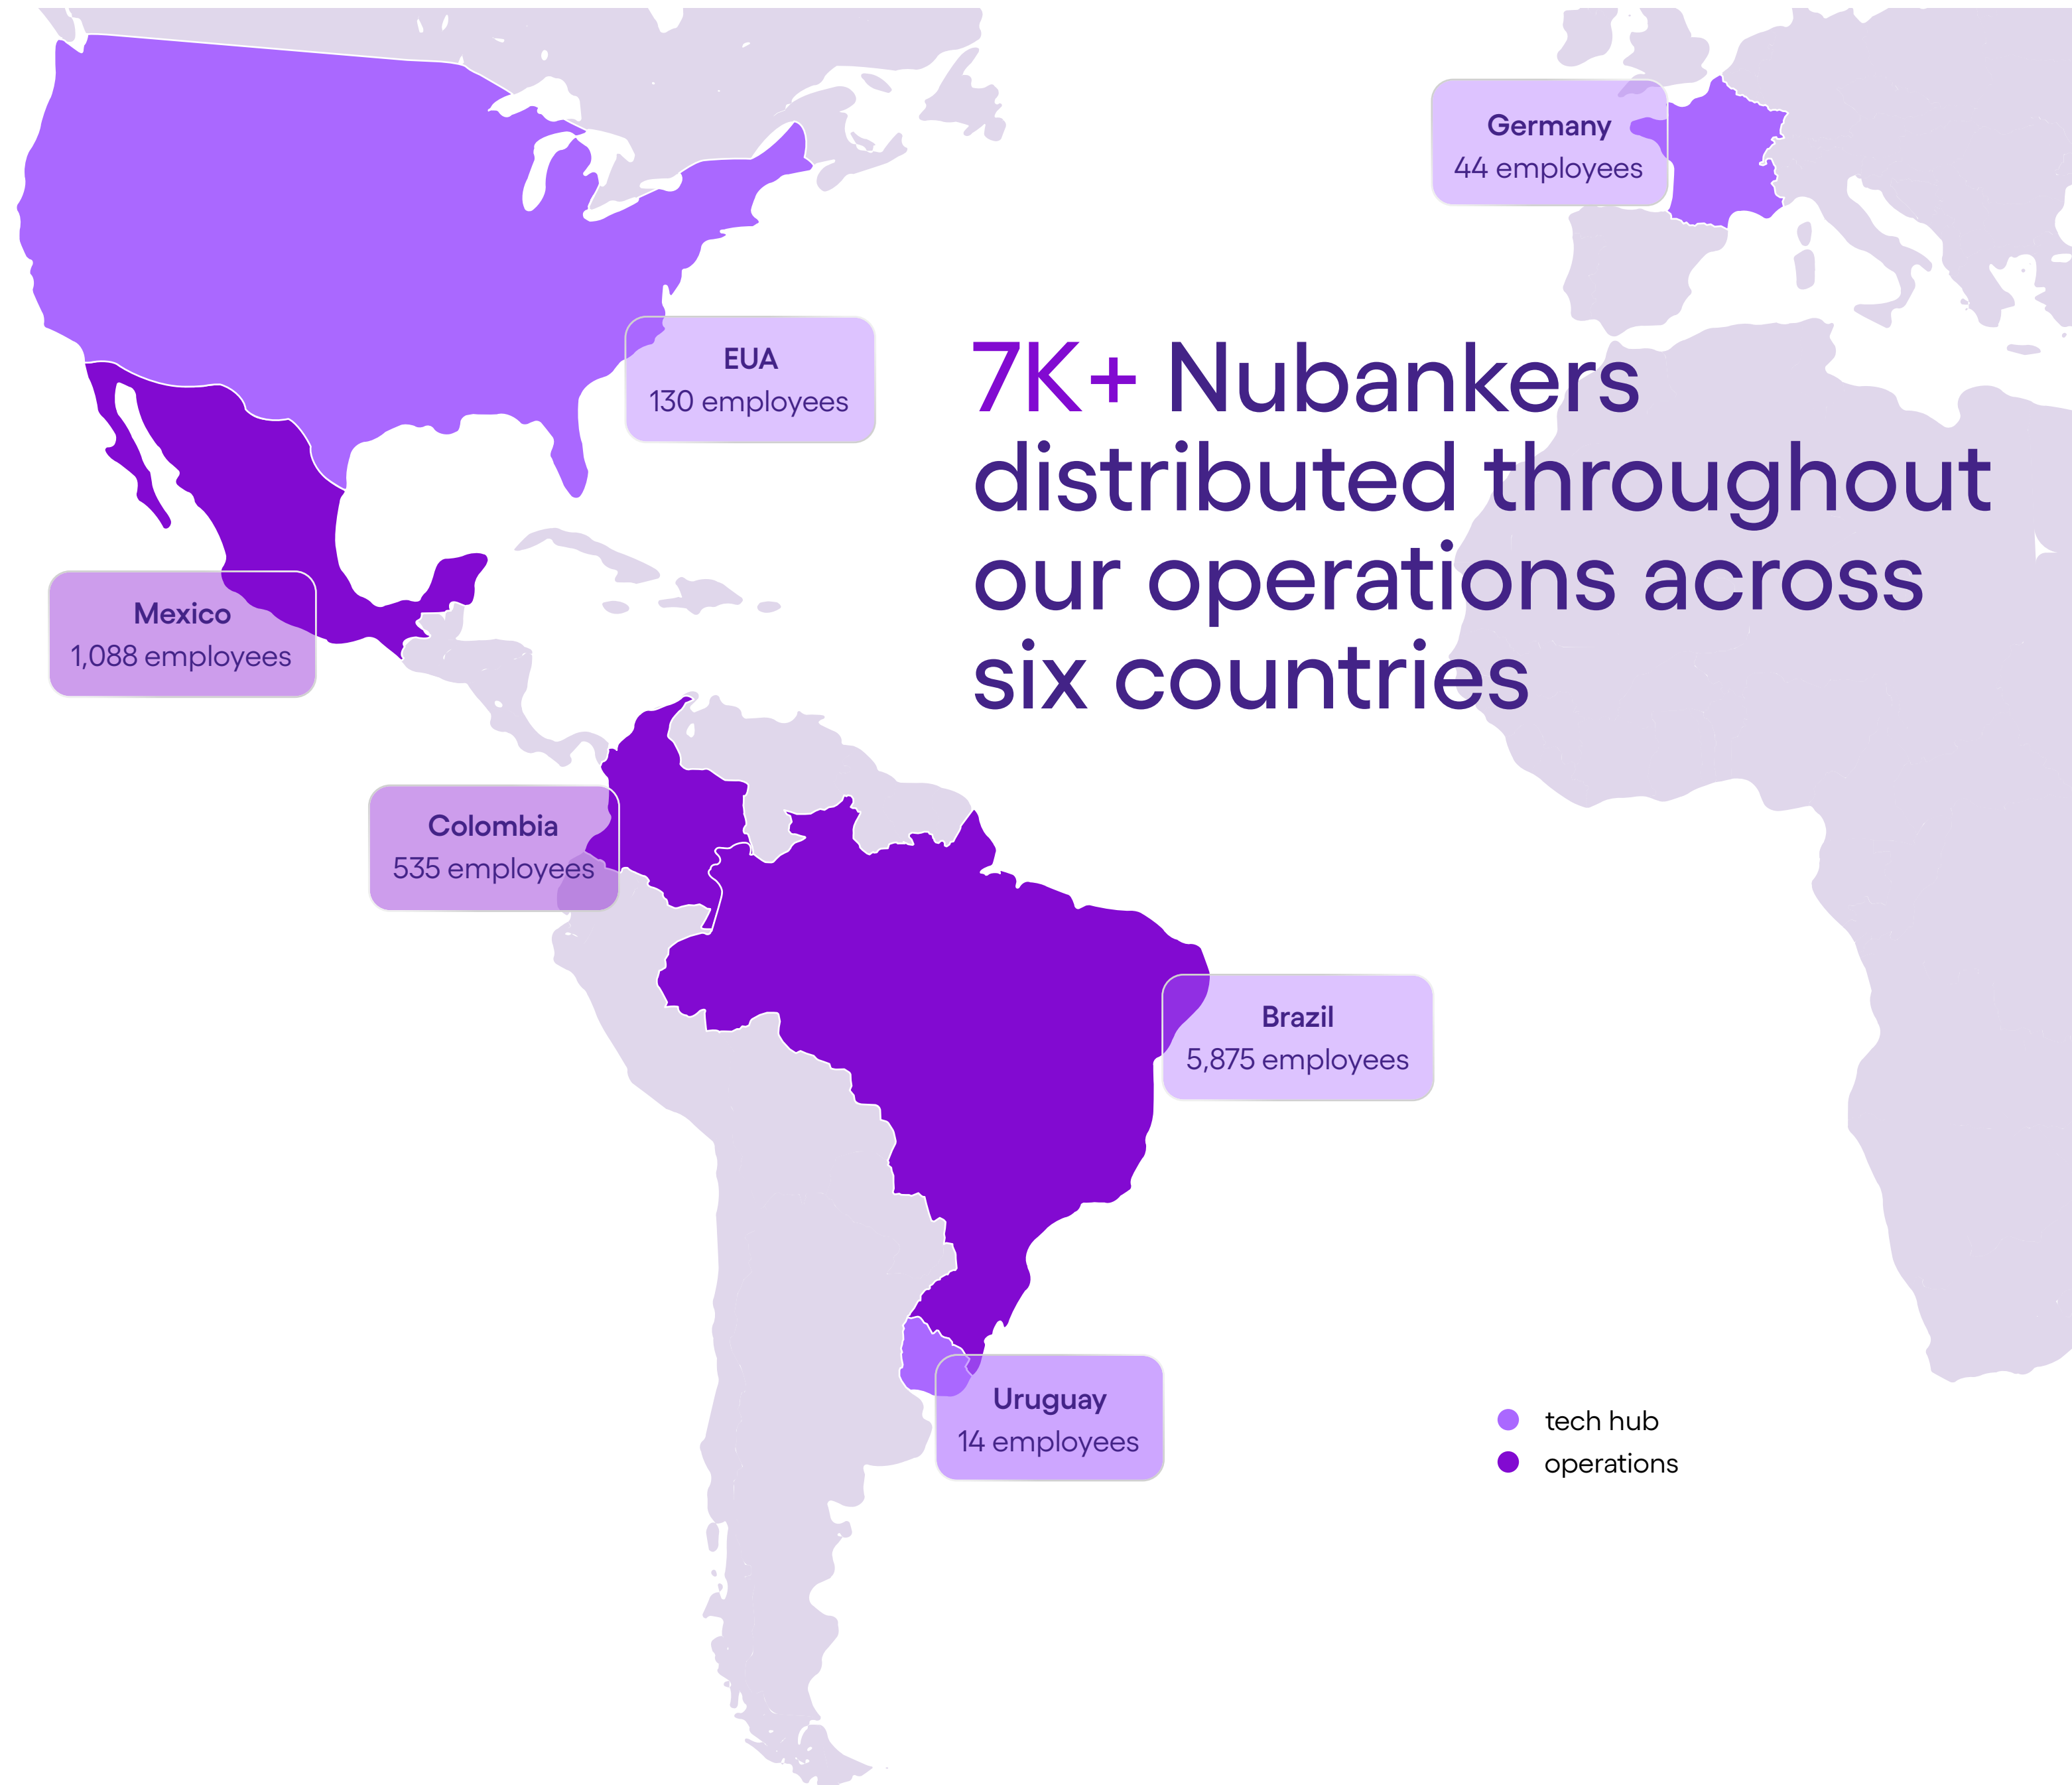 Germany
44 employees
EUA
130 employees
7K+ Nubankers
distributed throughout
our operations across
six countries
Mexico
1,088 employees
Colombia
535 employees
Brazil
5,875 employees
Uruguay
14 employees
tech hub
operations